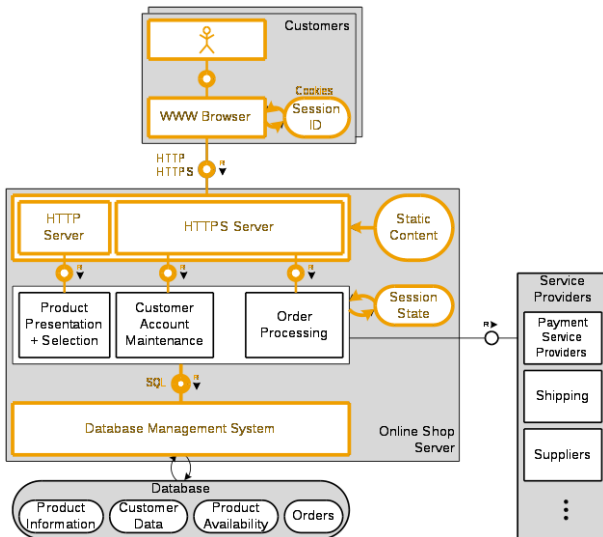 Customers
Cookies
WWW Browser
Session
ID
HTTP
HTTPS
R
HTTP
Server
HTTPS Server
Static
Content
R
R
R
Product
Presentation
+ Selection
Customer
Account
Maintenance
Order
Processing
Session
State
R
Service
Providers
Payment
Service
Providers
Shipping
Suppliers
SQL
R
Database Management System
Online Shop
Server
Database
Product
Information
Customer
Data
Product
Availability
Orders